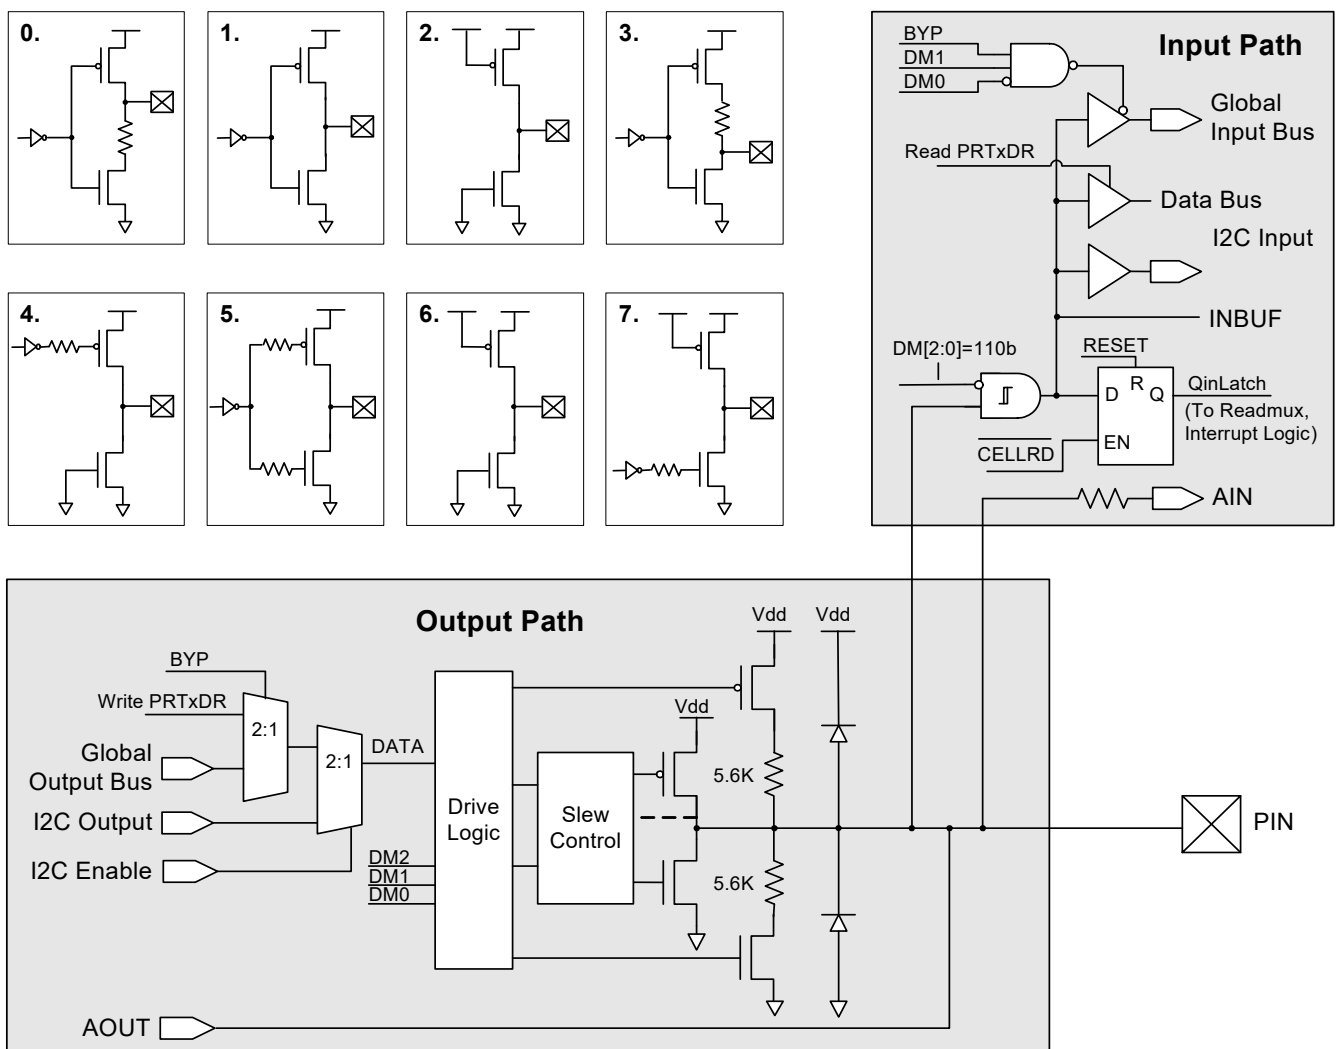 0.
1.
2.
3.
4.
5.
6.
7.
Input Path
BYP
DM1
DM0
Global
Input Bus
Read PRTxDR
Data Bus
I2C Input
INBUF
DM[2:0]=110b
RESET
D
R
Q
EN
QinLatch
(To Readmux,
Interrupt Logic)
CELLRD
AIN
Output Path
Vdd
Vdd
BYP
Write PRTxDR
2:1
Global
Output Bus
2:1
DATA
I2C Output
I2C Enable
DM2
DM1
DM0
Drive
Logic
Slew
Control
Vdd
5.6K
5.6K
PIN
AOUT